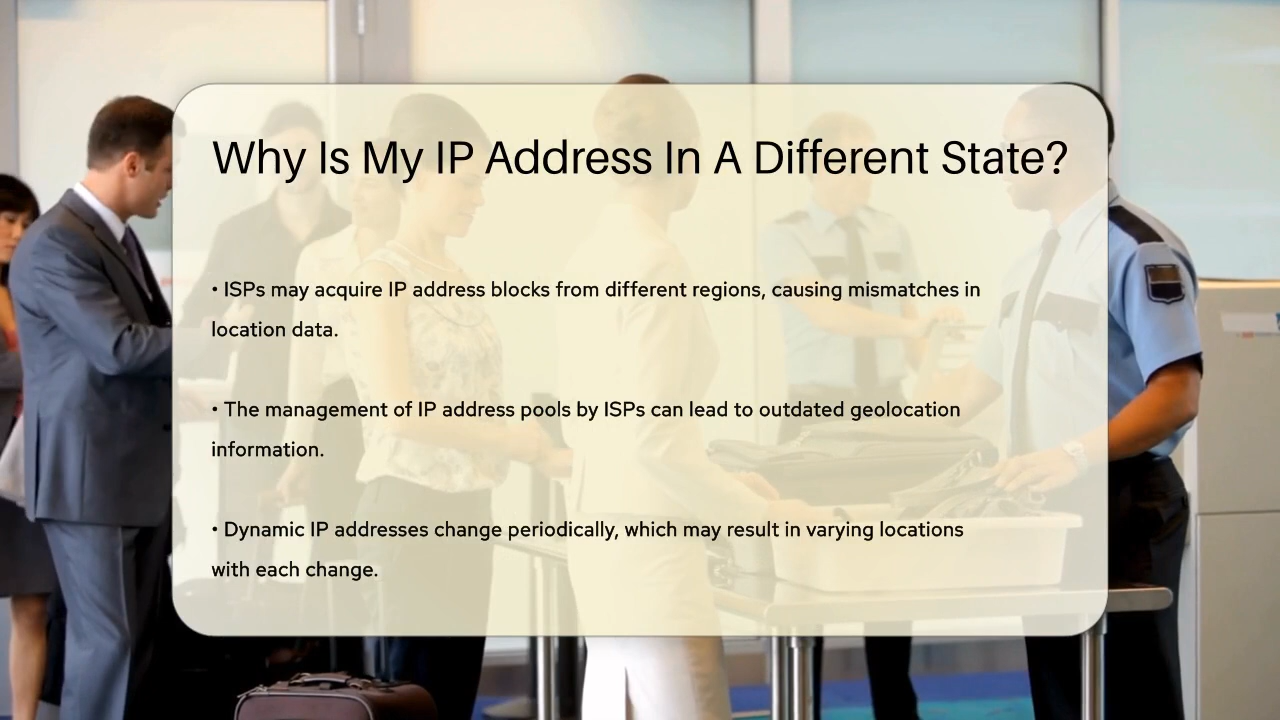 Why Is My IP Address In A Different State?
• ISPs may acquire IP address blocks from different regions, causing mismatches in
location data.
• The management of IP address pools by ISPs can lead to outdated geolocation
information.
• Dynamic IP addresses change periodically, which may result in varying locations
with each change.